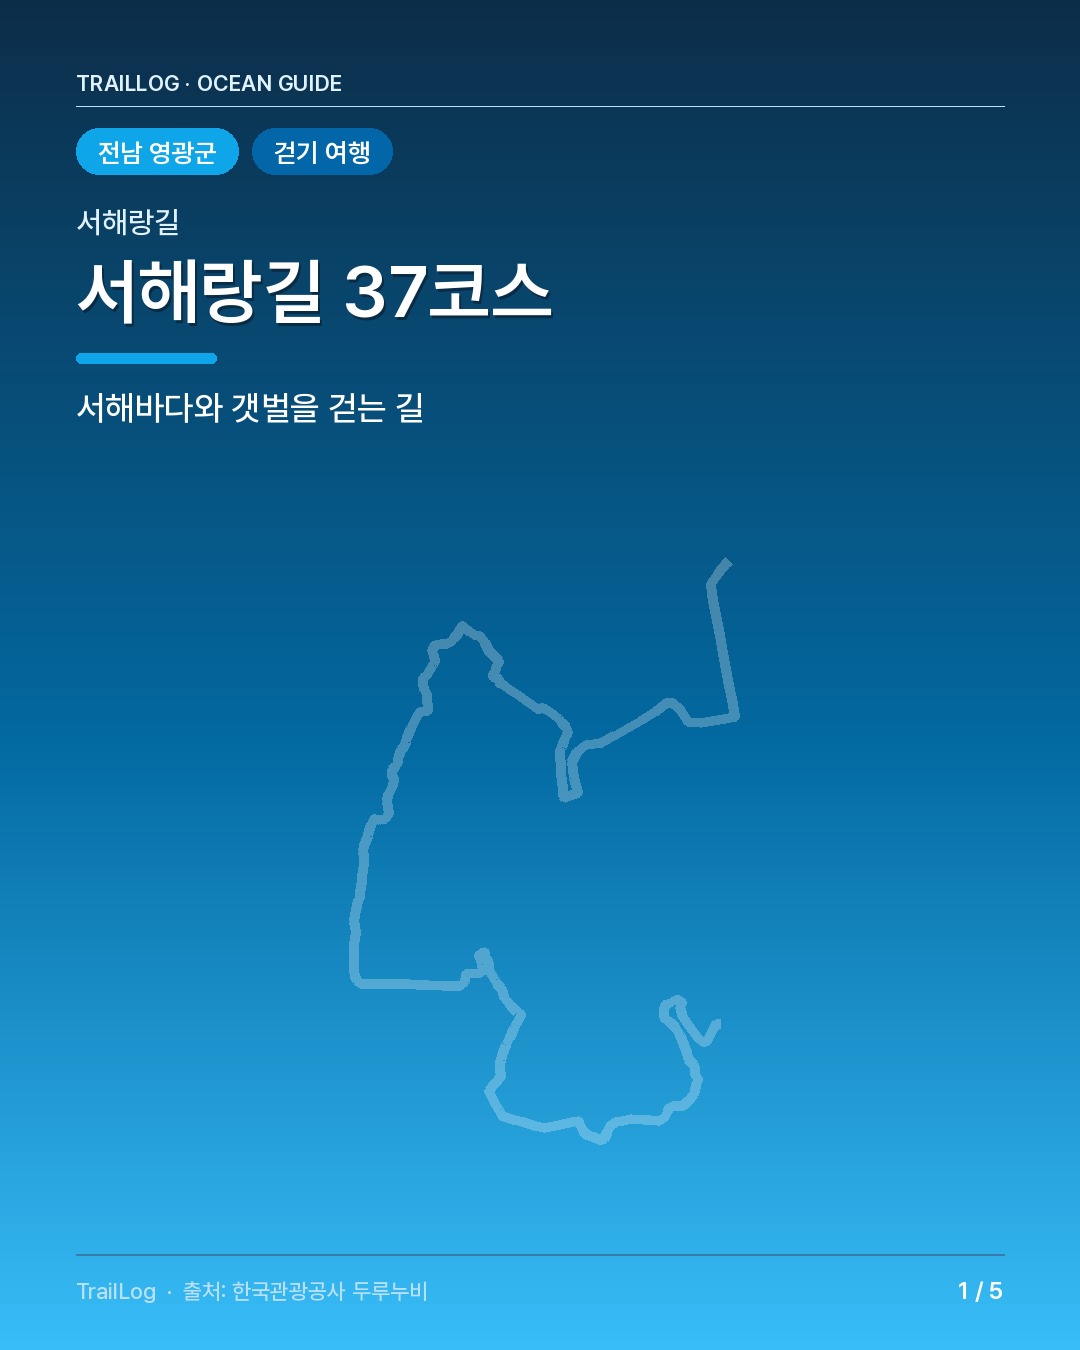 TRAILLOG · OCEAN GUIDE
전남 영광군 걷기 여행
서해랑길
서해랑길 37코스
서해바다와 갯벌을 걷는 길
TrailLog · 출처: 한국관광공사 두루누비 1 / 5